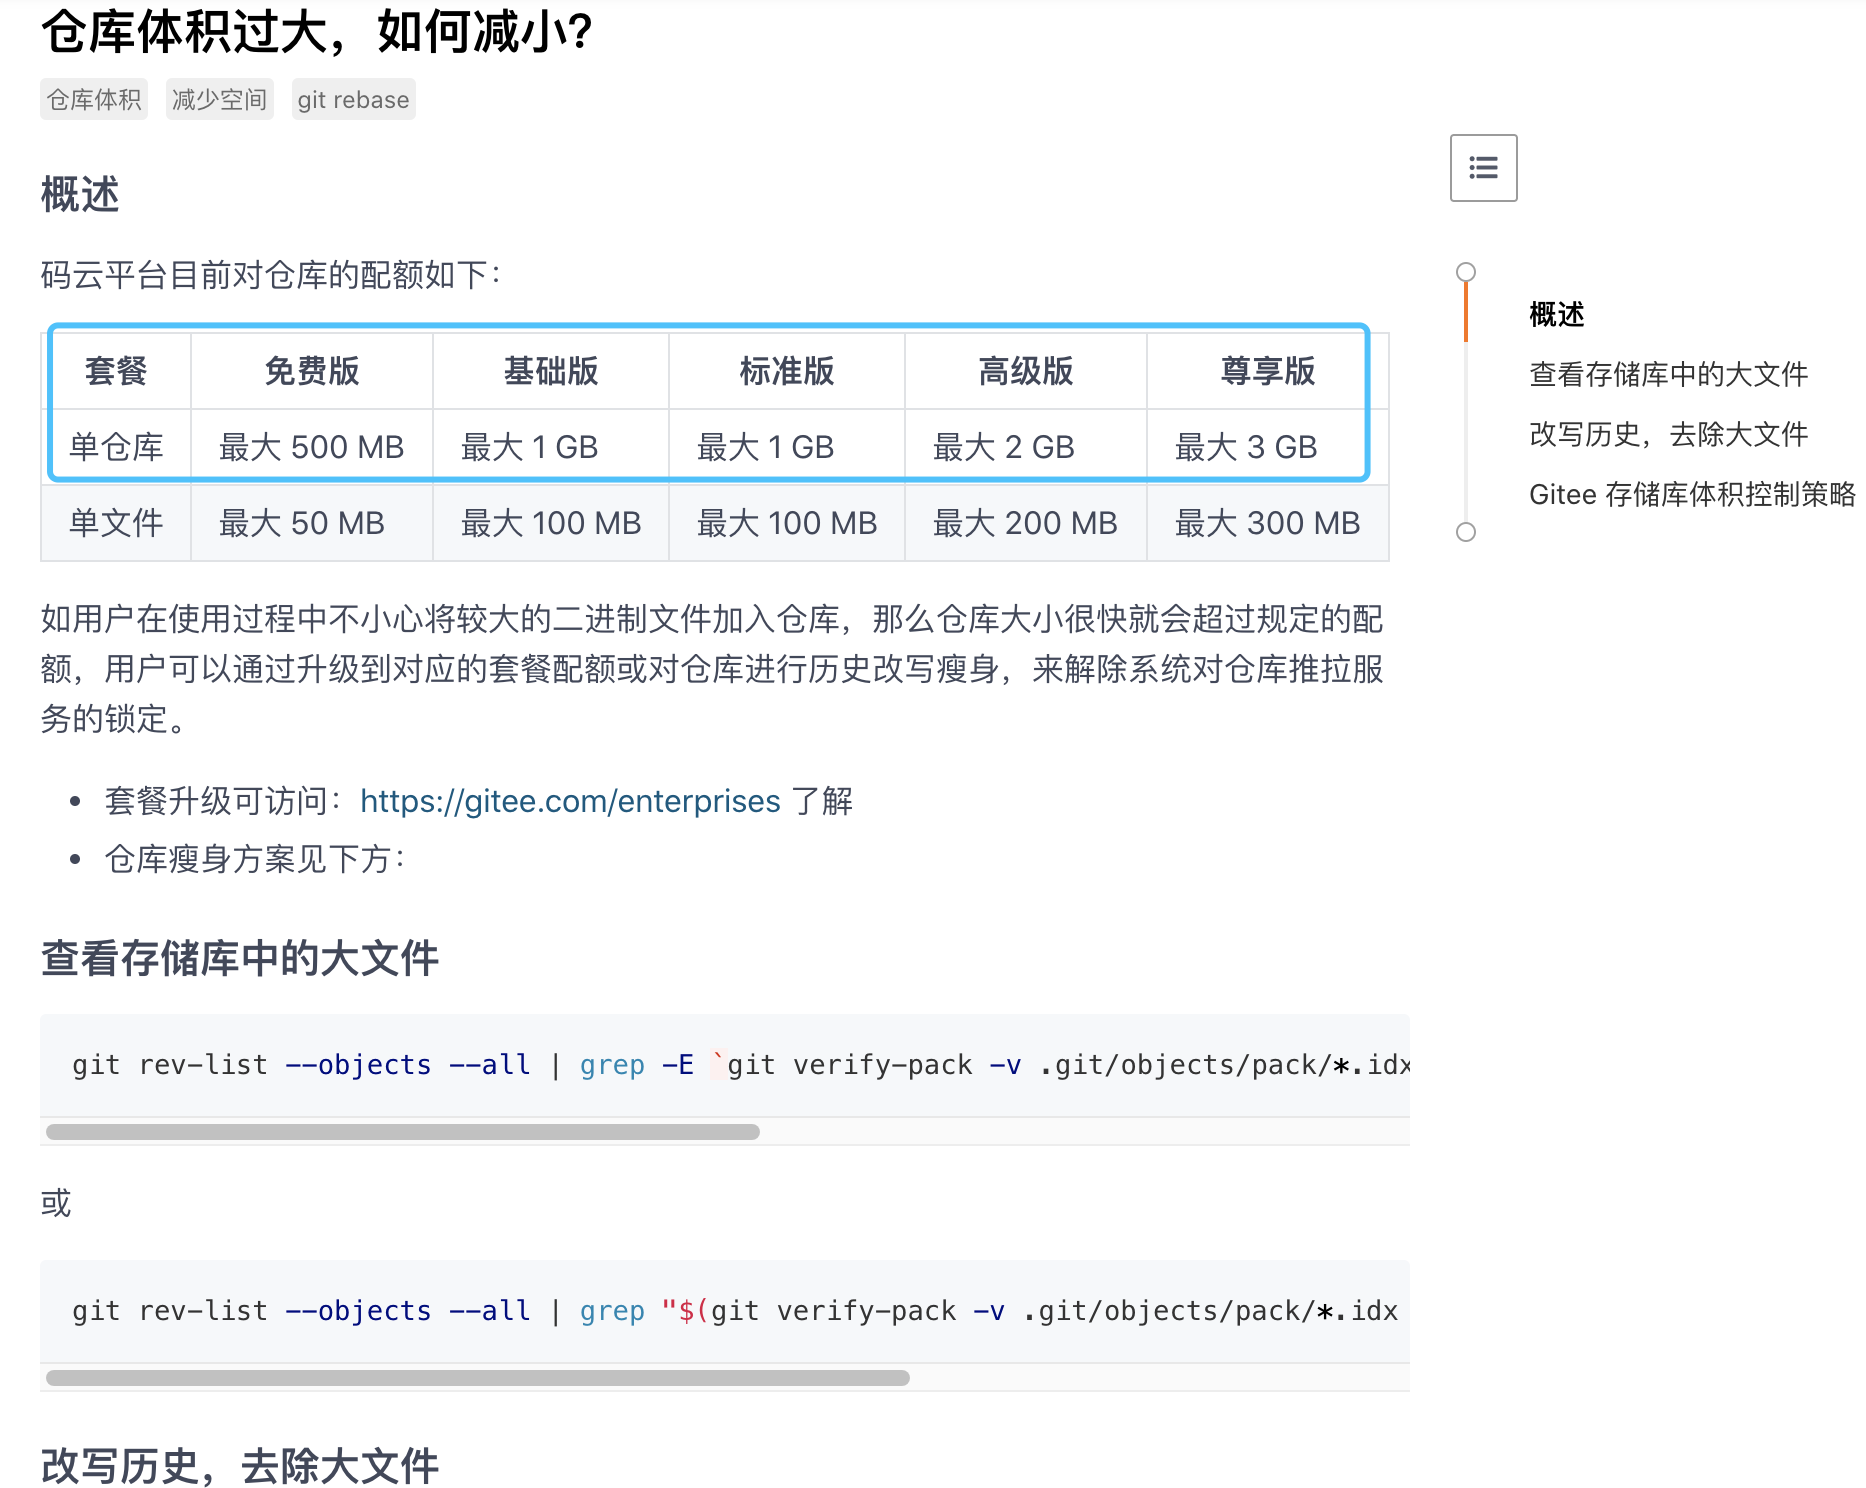 仓库体积过大，如何减小？
仓库体积 减少空间 git rebase
概述
码云平台目前对仓库的配额如下：
套餐 免费版 基础版 标准版 高级版 尊享版
单仓库 最大 500 MB 最大 1 GB 最大 1 GB 最大 2 GB 最大 3 GB
单文件 最大 50 MB 最大 100 MB 最大 100 MB 最大 200 MB 最大 300 MB
如用户在使用过程中不小心将较大的二进制文件加入仓库，那么仓库大小很快就会超过规定的配
额，用户可以通过升级到对应的套餐配额或对仓库进行历史改写瘦身，来解除系统对仓库推拉服
务的锁定。
套餐升级可访问：https://gitee.com/enterprises 了解
仓库瘦身方案见下方：
查看存储库中的大文件
git rev-list --objects --all | grep -E `git verify-pack -v .git/objects/pack/*.idx
或
git rev-list --objects --all | grep "$(git verify-pack -v .git/objects/pack/*.idx
改写历史，去除大文件
概述
查看存储库中的大文件
改写历史，去除大文件
Gitee 存储库体积控制策略